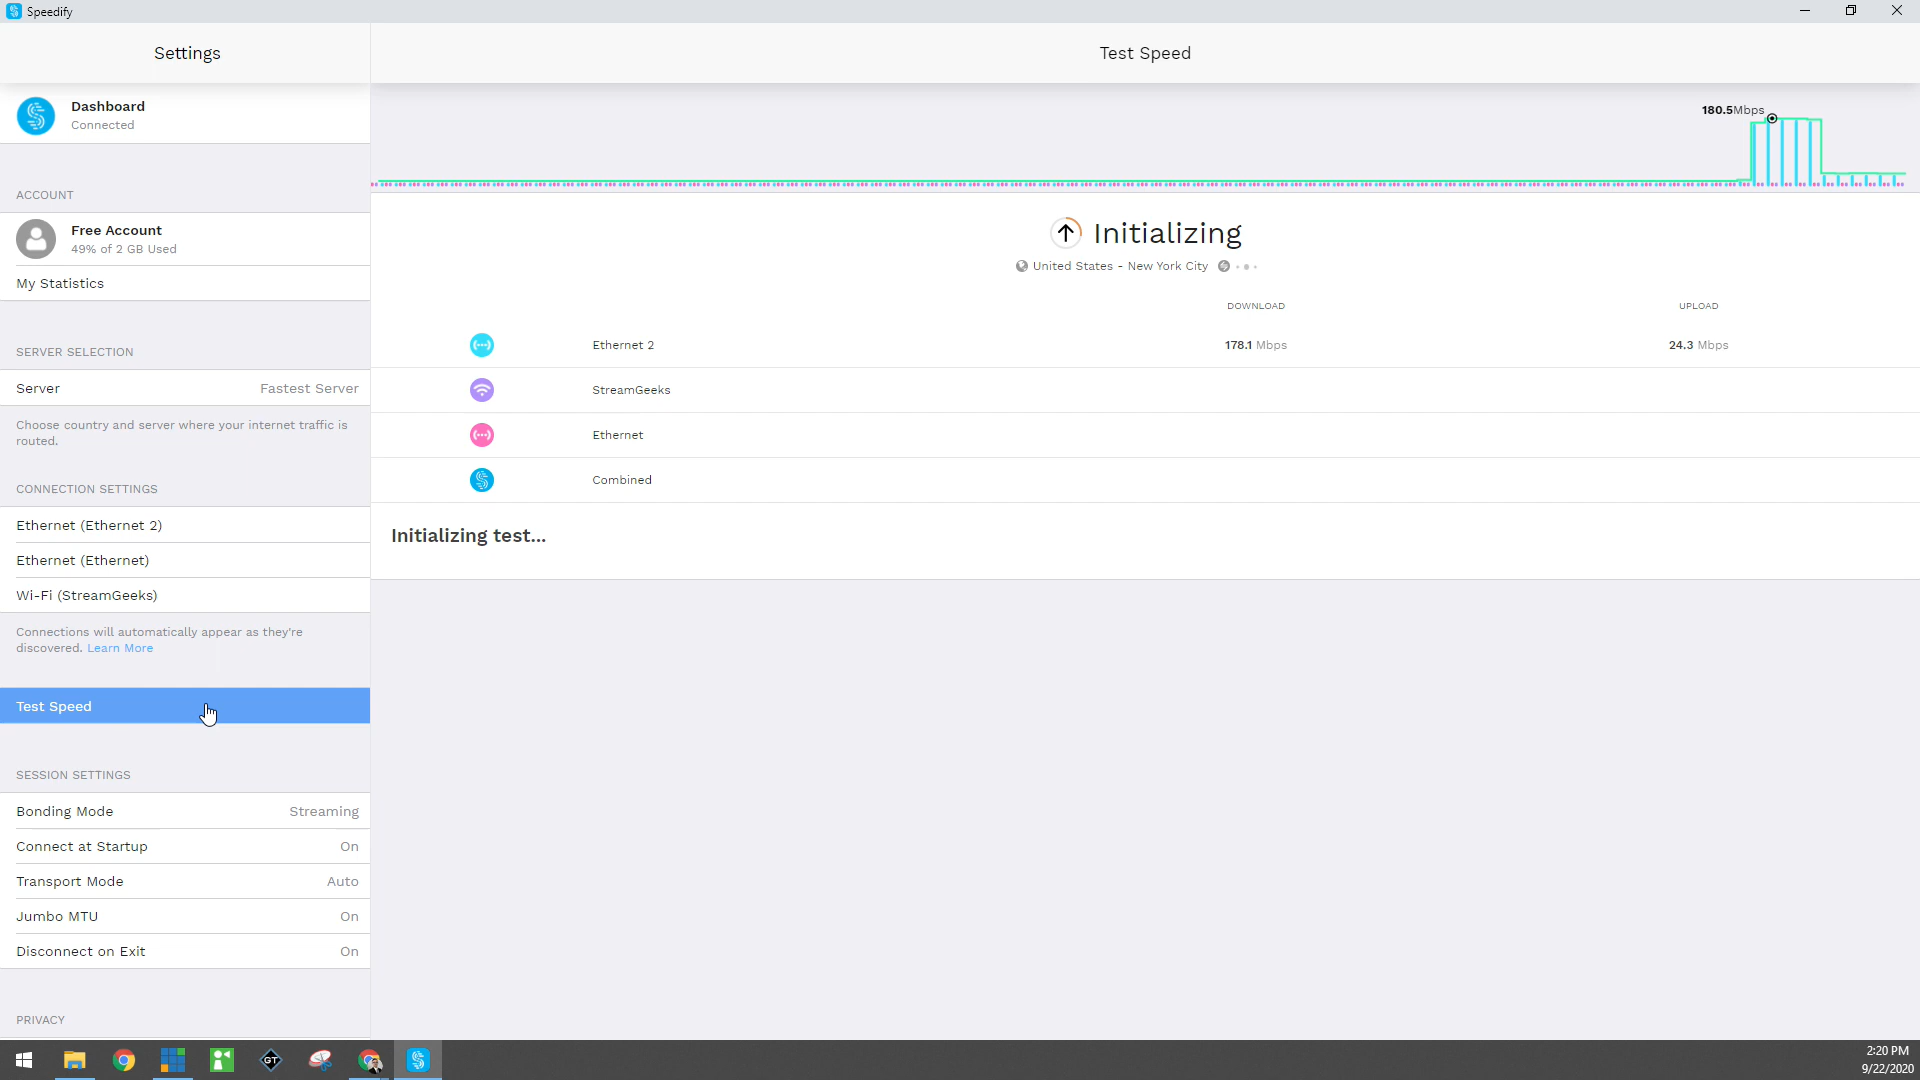 Speedify
Settings
Test Speed
Dashboard
Connected
180.5Mbps
ACCOUNT
Free Account
49% of 2 GB Used
My Statistics
SERVER SELECTION
Server Fastest Server
Choose country and server where your internet traffic is
routed.
CONNECTION SETTINGS
Ethernet (Ethernet 2)
Ethernet (Ethernet)
Wi-Fi (StreamGeeks)
Connections will automatically appear as they're
discovered. Learn More
Test Speed
SESSION SETTINGS
Bonding Mode Streaming
Connect at Startup On
Transport Mode Auto
Jumbo MTU On
Disconnect on Exit On
PRIVACY
Initializing
United States - New York City
DOWNLOAD UPLOAD
Ethernet 2 178.1 Mbps 24.3 Mbps
StreamGeeks
Ethernet
Combined
Initializing test...
GT
2:20 PM
9/22/2020